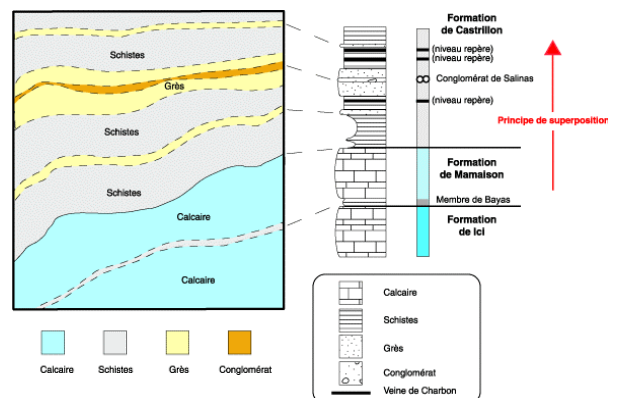 Schistes
Grès
Schistes
Schistes
Calcaire
Calcaire
Calcaire
Schistes
Grès
Conglomérat
Formation
de Castrillon
(niveau repère)
(niveau repère)
Conglomérat de Salinas
(niveau repère)
Principe de superposition
Formation
de Mamaison
Membre de Bayas
Formation
de Ici
Calcaire
Schistes
Grès
Conglomérat
Veine de Charbon